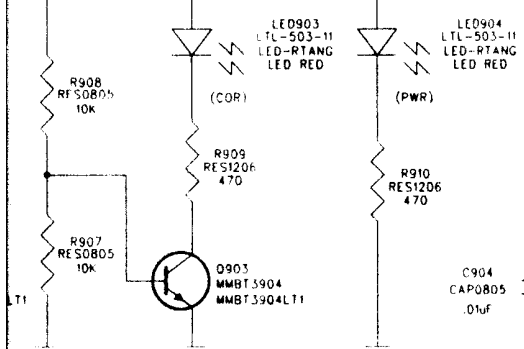 LED903
LTL-503-11
LED-RTANG
LED RED
(COR)
LED904
LTL-503-11
LED-RTANG
LED RED
(PWR)
R908
RES0805
10K
R909
RES1206
470
R910
RES1206
470
R907
RES0805
10K
Q903
MMBT3904
MMBT3904LT1
C904
CAP0805
.01uF
LT1